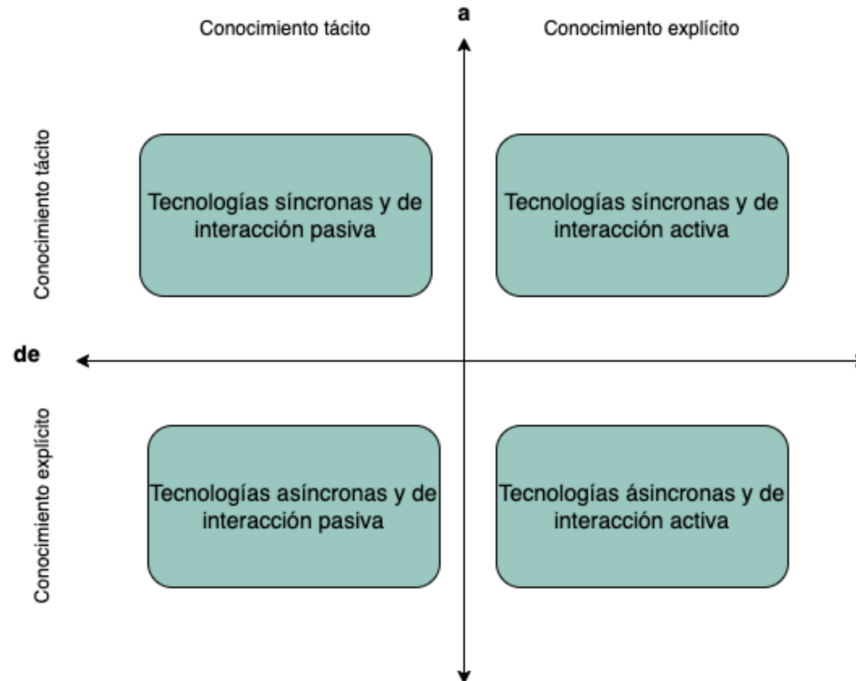 a
Conocimiento tácito
Conocimiento explícito
Conocimiento tácito
Tecnologías síncronas y de
interacción pasiva
Tecnologías síncronas y de
interacción activa
de
Conocimiento explícito
Tecnologías asíncronas y de
interacción pasiva
Tecnologías ásincronas y de
interacción activa